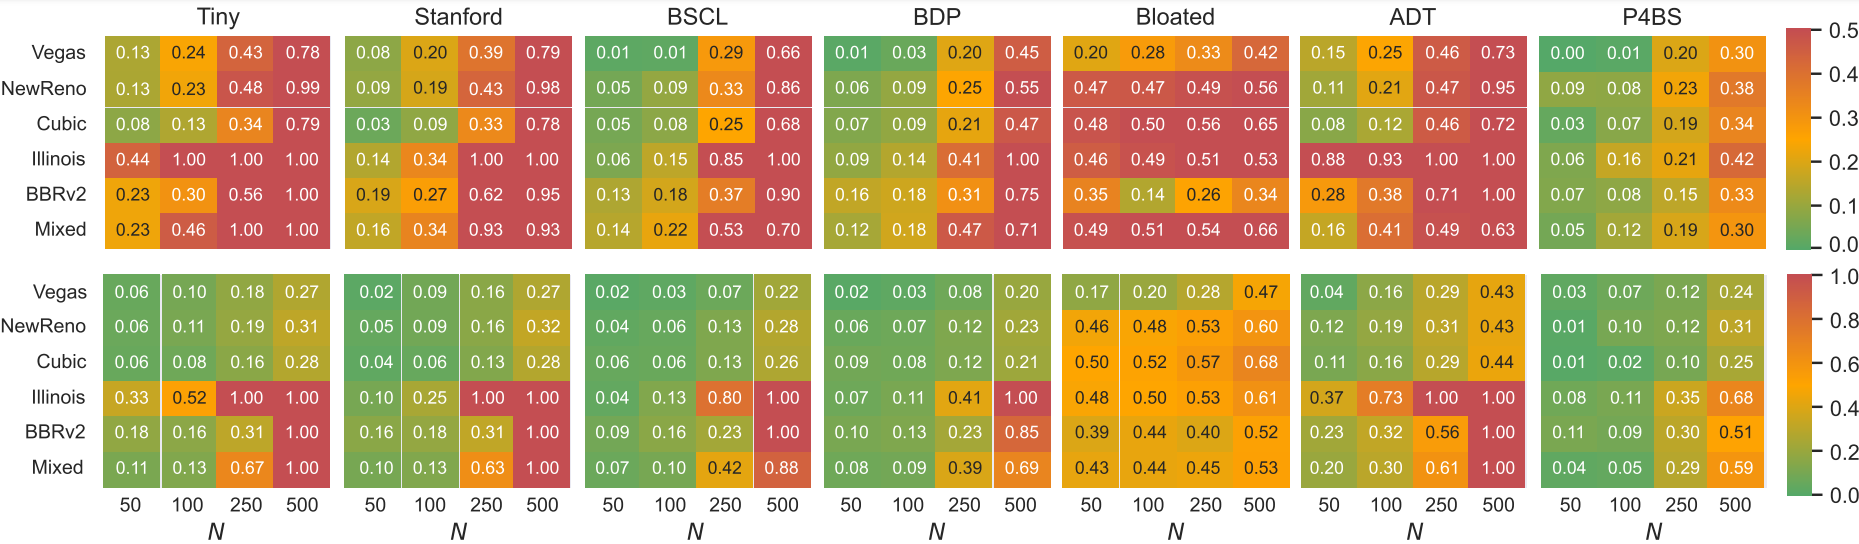 Tiny Stanford BSCL BDP Bloated ADT P4BS
Vegas 0.13 0.24 0.43 0.78 0.08 0.20 0.39 0.79 0.01 0.01 0.29 0.66 0.01 0.03 0.20 0.45 0.20 0.28 0.33 0.42 0.15 0.25 0.46 0.73 0.00 0.01 0.20 0.30 0.5
NewReno 0.13 0.23 0.48 0.99 0.09 0.19 0.43 0.98 0.05 0.09 0.33 0.86 0.06 0.09 0.25 0.55 0.47 0.47 0.49 0.56 0.11 0.21 0.47 0.95 0.09 0.08 0.23 0.38 0.4
Cubic 0.08 0.13 0.34 0.79 0.03 0.09 0.33 0.78 0.05 0.08 0.25 0.68 0.07 0.09 0.21 0.47 0.48 0.50 0.56 0.65 0.08 0.12 0.46 0.72 0.03 0.07 0.19 0.34 0.3
Illinois 0.44 1.00 1.00 1.00 0.14 0.34 1.00 1.00 0.06 0.15 0.85 1.00 0.09 0.14 0.41 1.00 0.46 0.49 0.51 0.53 0.88 0.93 1.00 1.00 0.06 0.16 0.21 0.42 0.2
BBRv2 0.23 0.30 0.56 1.00 0.19 0.27 0.62 0.95 0.13 0.18 0.37 0.90 0.16 0.18 0.31 0.75 0.35 0.14 0.26 0.34 0.28 0.38 0.71 1.00 0.07 0.08 0.15 0.33 0.1
Mixed 0.23 0.46 1.00 1.00 0.16 0.34 0.93 0.93 0.14 0.22 0.53 0.70 0.12 0.18 0.47 0.71 0.49 0.51 0.54 0.66 0.16 0.41 0.49 0.63 0.05 0.12 0.19 0.30 0.0
Vegas 0.06 0.10 0.18 0.27 0.02 0.09 0.16 0.27 0.02 0.03 0.07 0.22 0.02 0.03 0.08 0.20 0.17 0.20 0.28 0.47 0.04 0.16 0.29 0.43 0.03 0.07 0.12 0.24 1.0
NewReno 0.06 0.11 0.19 0.31 0.05 0.09 0.16 0.32 0.04 0.06 0.13 0.28 0.06 0.07 0.12 0.23 0.46 0.48 0.53 0.60 0.12 0.19 0.31 0.43 0.01 0.10 0.12 0.31 0.8
Cubic 0.06 0.08 0.16 0.28 0.04 0.06 0.13 0.28 0.06 0.06 0.13 0.26 0.09 0.08 0.12 0.21 0.50 0.52 0.57 0.68 0.11 0.16 0.29 0.44 0.01 0.02 0.10 0.25 0.6
Illinois 0.33 0.52 1.00 1.00 0.10 0.25 1.00 1.00 0.04 0.13 0.80 1.00 0.07 0.11 0.41 1.00 0.48 0.50 0.53 0.61 0.37 0.73 1.00 1.00 0.08 0.11 0.35 0.68 0.4
BBRv2 0.18 0.16 0.31 1.00 0.16 0.18 0.31 1.00 0.09 0.16 0.23 1.00 0.10 0.13 0.23 0.85 0.39 0.44 0.40 0.52 0.23 0.32 0.56 1.00 0.11 0.09 0.30 0.51 0.2
Mixed 0.11 0.13 0.67 1.00 0.10 0.13 0.63 1.00 0.07 0.10 0.42 0.88 0.08 0.09 0.39 0.69 0.43 0.44 0.45 0.53 0.20 0.30 0.61 1.00 0.04 0.05 0.29 0.59 0.0
50 100 250 500 50 100 250 500 50 100 250 500 50 100 250 500 50 100 250 500 50 100 250 500 50 100 250 500
N N N N N N N